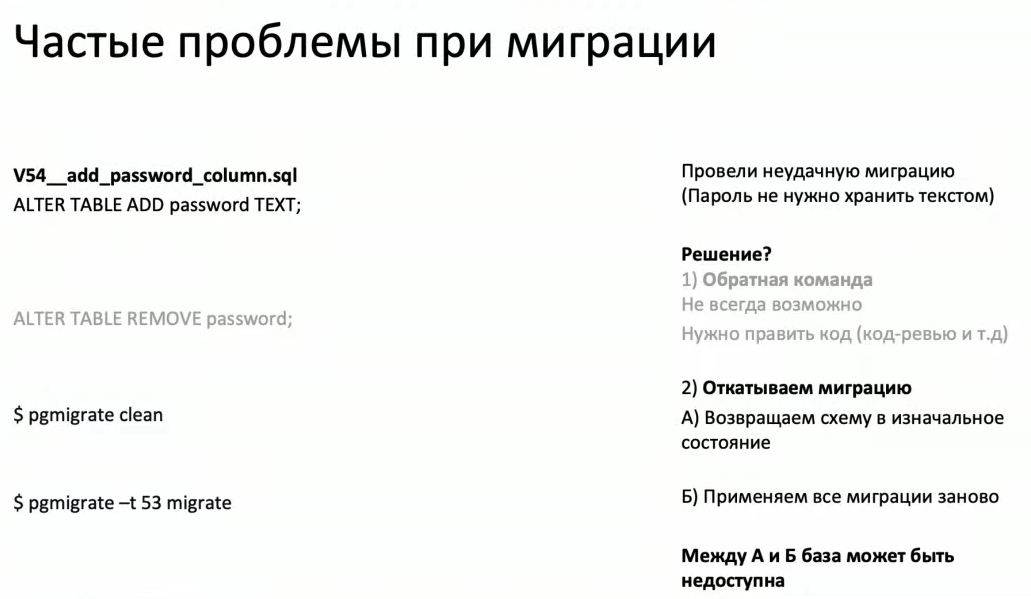 Частые проблемы при миграции
V54__add_password_column.sql
ALTER TABLE ADD password TEXT;
Провели неудачную миграцию
(Пароль не нужно хранить текстом)
Решение?
1) Обратная команда
Не всегда возможно
Нужно править код (код-ревью и т.д)
ALTER TABLE REMOVE password;
2) Откатываем миграцию
А) Возвращаем схему в изначальное
состояние
$ pgmigrate clean
Б) Применяем все миграции заново
$ pgmigrate –t 53 migrate
Между А и Б база может быть
недоступна